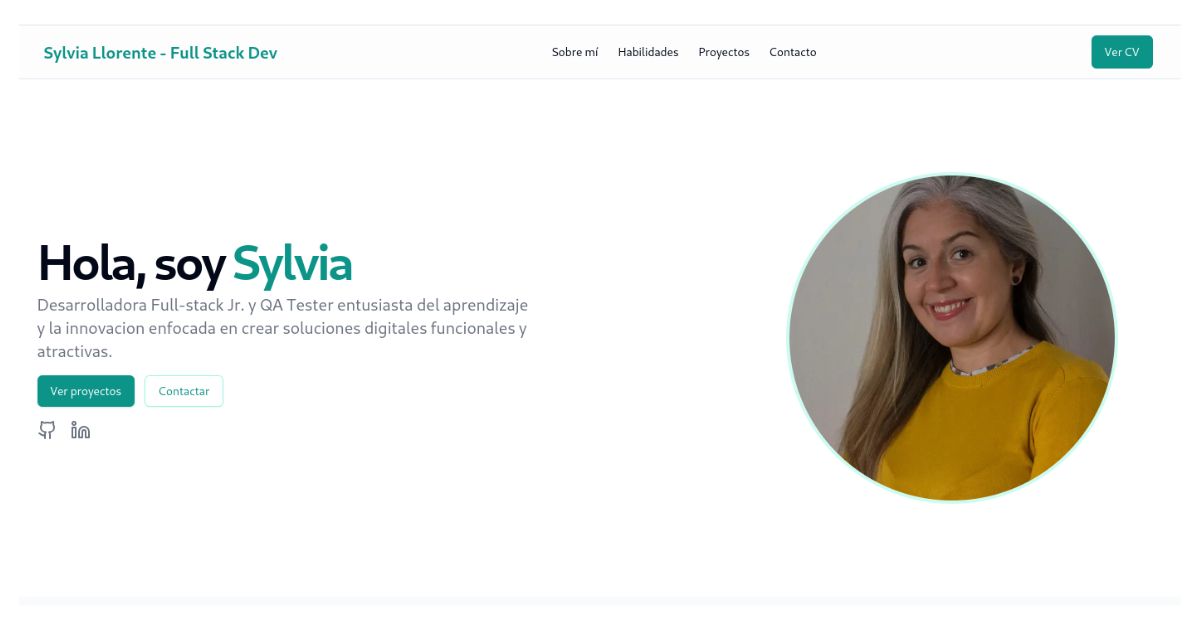 Sylvia Llorente - Full Stack Dev
Sobre mí
Habilidades
Proyectos
Contacto
Ver CV
Hola, soy Sylvia
Desarrolladora Full-stack Jr. y QA Tester entusiasta del aprendizaje
y la innovacion enfocada en crear soluciones digitales funcionales y
atractivas.
Ver proyectos
Contactar